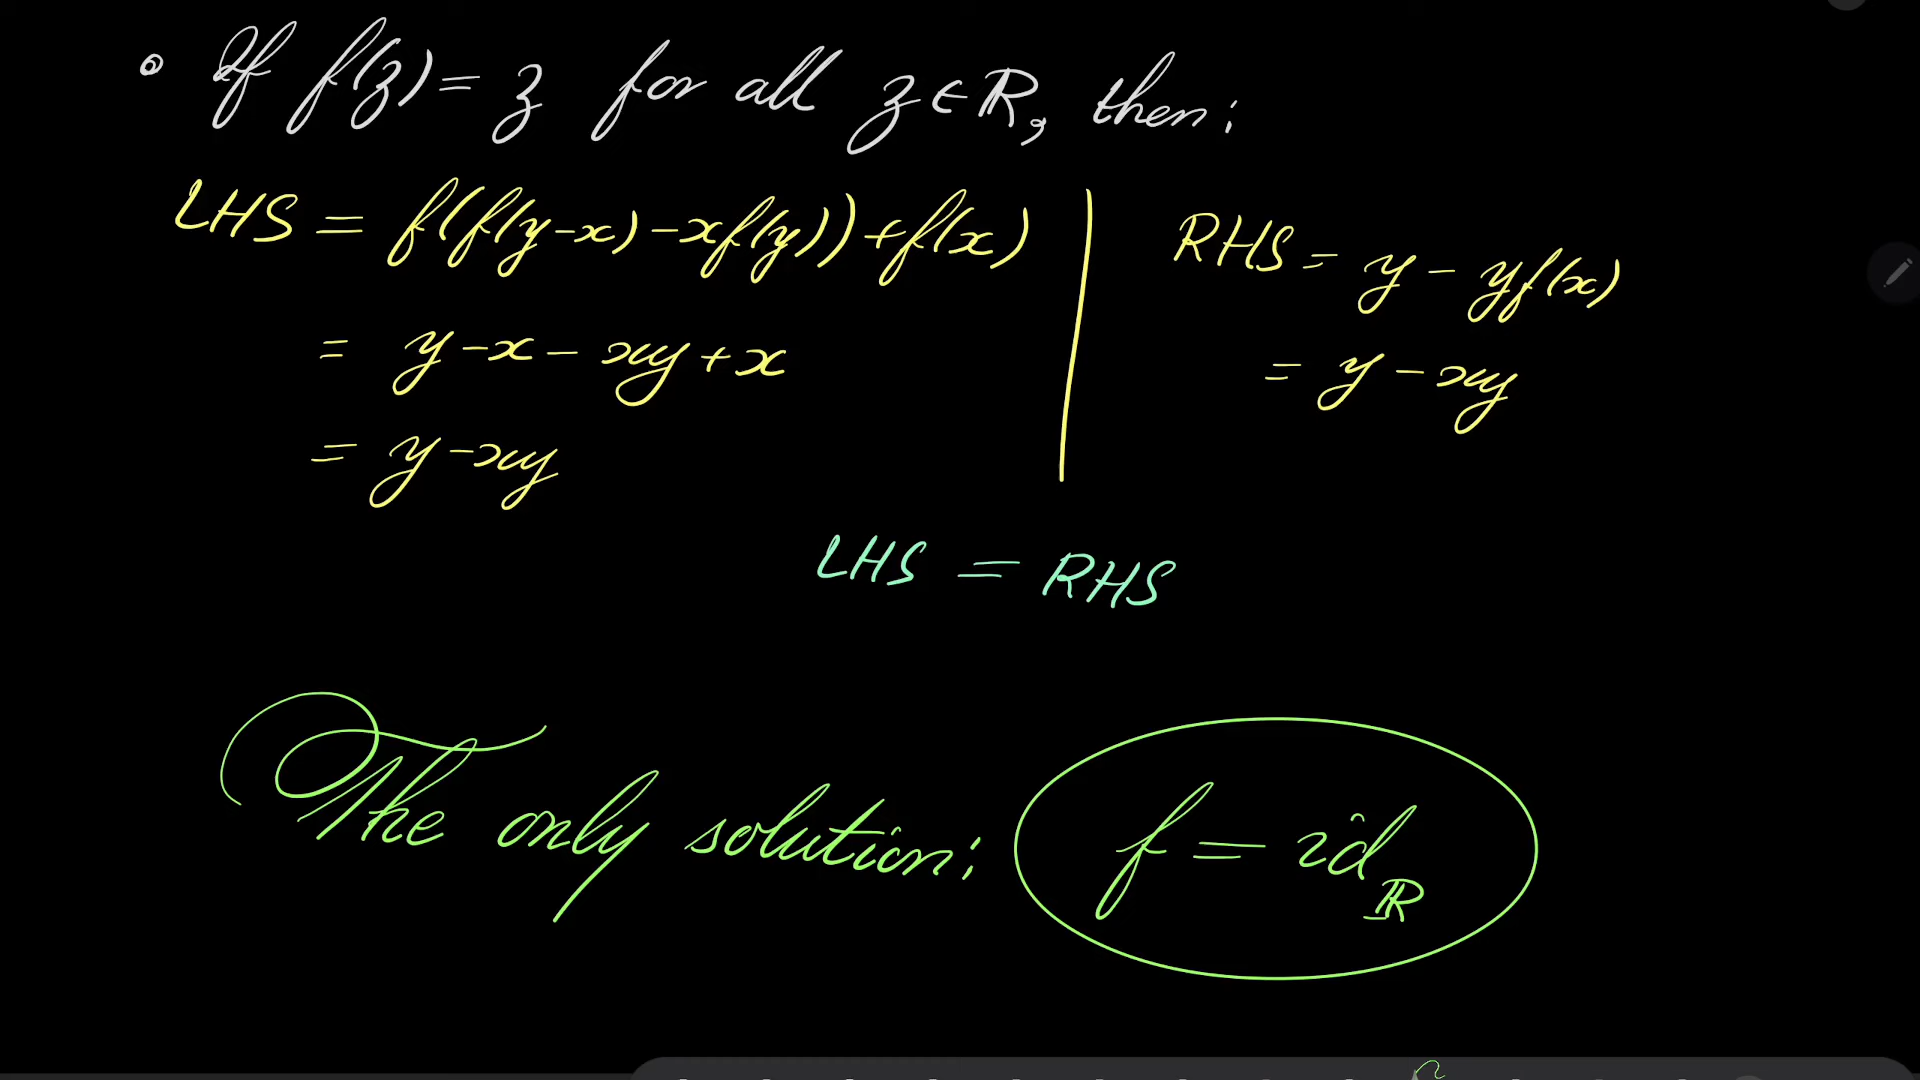 • If f(z) = z for all z ∈ ℝ, then:
LHS = f(f(y-x) - xf(y)) + f(x)
= y - x - xy + x
= y - xy
RHS = y - yf(x)
= y - xy
LHS = RHS
The only solution: f = id_ℝ